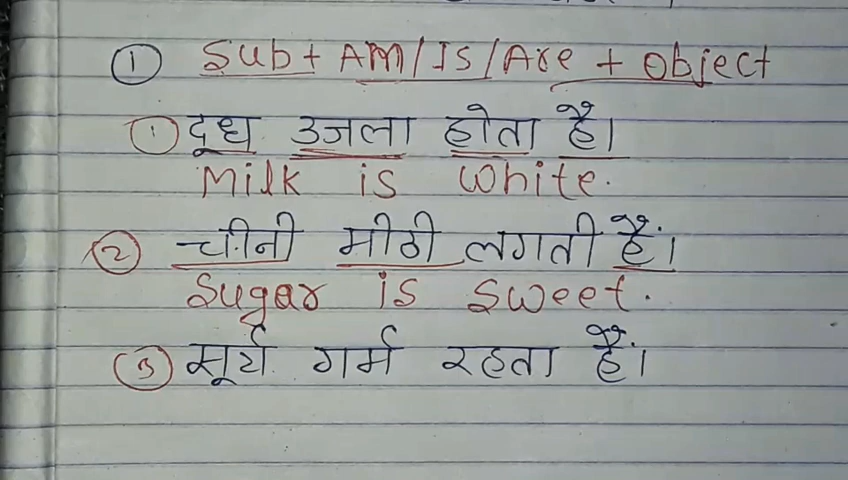 ① Sub + Am/Is/Are + Object
① दूध उजला होता है।
Milk is white.
② चीनी मीठी लगती हैं।
Sugar is sweet.
③ सूर्य गर्म रहता हैं।